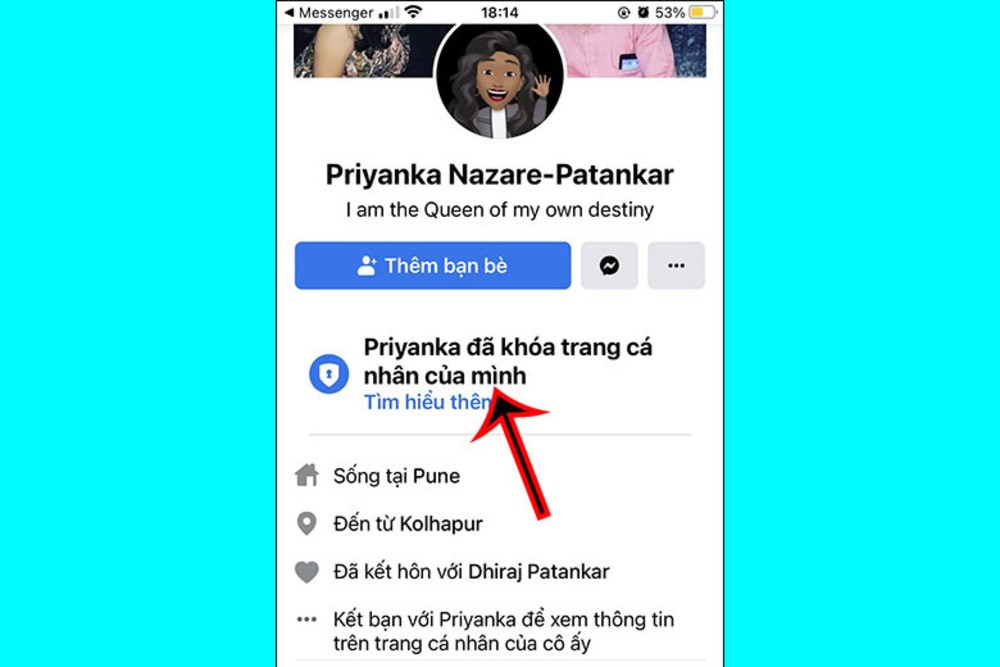 ◀ Messenger 18:14 53%
Priyanka Nazare-Patankar
I am the Queen of my own destiny
Thêm bạn bè
Priyanka đã khóa trang cá
nhân của mình
Tìm hiểu thêm
Sống tại Pune
Đến từ Kolhapur
Đã kết hôn với Dhiraj Patankar
Kết bạn với Priyanka để xem thông tin
trên trang cá nhân của cô ấy